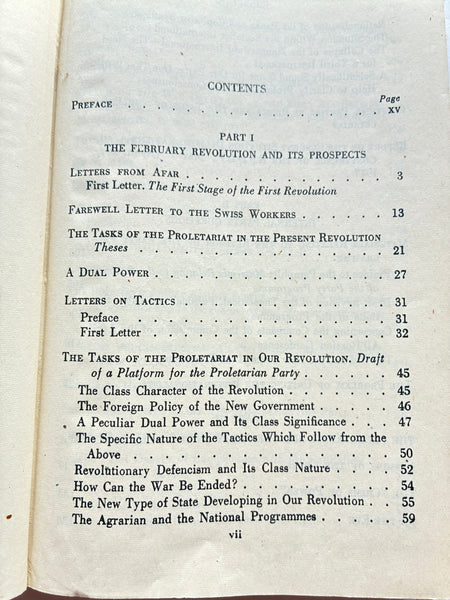 CONTENTS
Page
PREFACE . . . . . . . . . . . . . . . xv
PART I
THE FEBRUARY REVOLUTION AND ITS PROSPECTS
LETTERS FROM AFAR . . . . . . . . . . . . 3
First Letter. The First Stage of the First Revolution
FAREWELL LETTER TO THE SWISS WORKERS . . . . . . 13
THE TASKS OF THE PROLETARIAT IN THE PRESENT REVOLUTION
Theses . . . . . . . . . . . . . . . 21
A DUAL POWER . . . . . . . . . . . . . . 27
LETTERS ON TACTICS . . . . . . . . . . . . 31
Preface . . . . . . . . . . . . . . 31
First Letter . . . . . . . . . . . . . 32
THE TASKS OF THE PROLETARIAT IN OUR REVOLUTION. Draft
of a Platform for the Proletarian Party . . . . . . 45
The Class Character of the Revolution . . . . . . 45
The Foreign Policy of the New Government . . . . 46
A Peculiar Dual Power and Its Class Significance . . 47
The Specific Nature of the Tactics Which Follow from the
Above . . . . . . . . . . . . . . 50
Revolutionary Defencism and Its Class Nature . . . 52
How Can the War Be Ended? . . . . . . . . 54
The New Type of State Developing in Our Revolution . . 55
The Agrarian and the National Programmes . . . . . 59
vii